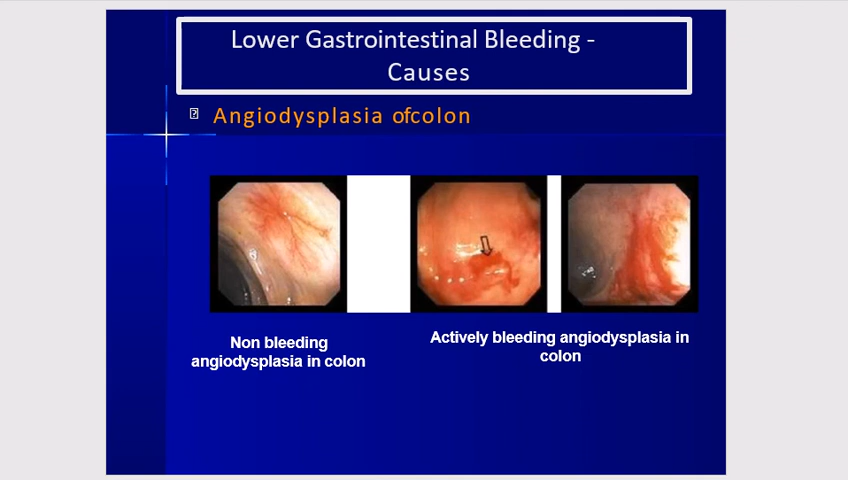 Lower Gastrointestinal Bleeding -
Causes
Angiodysplasia ofcolon
Non bleeding
angiodysplasia in colon
Actively bleeding angiodysplasia in
colon